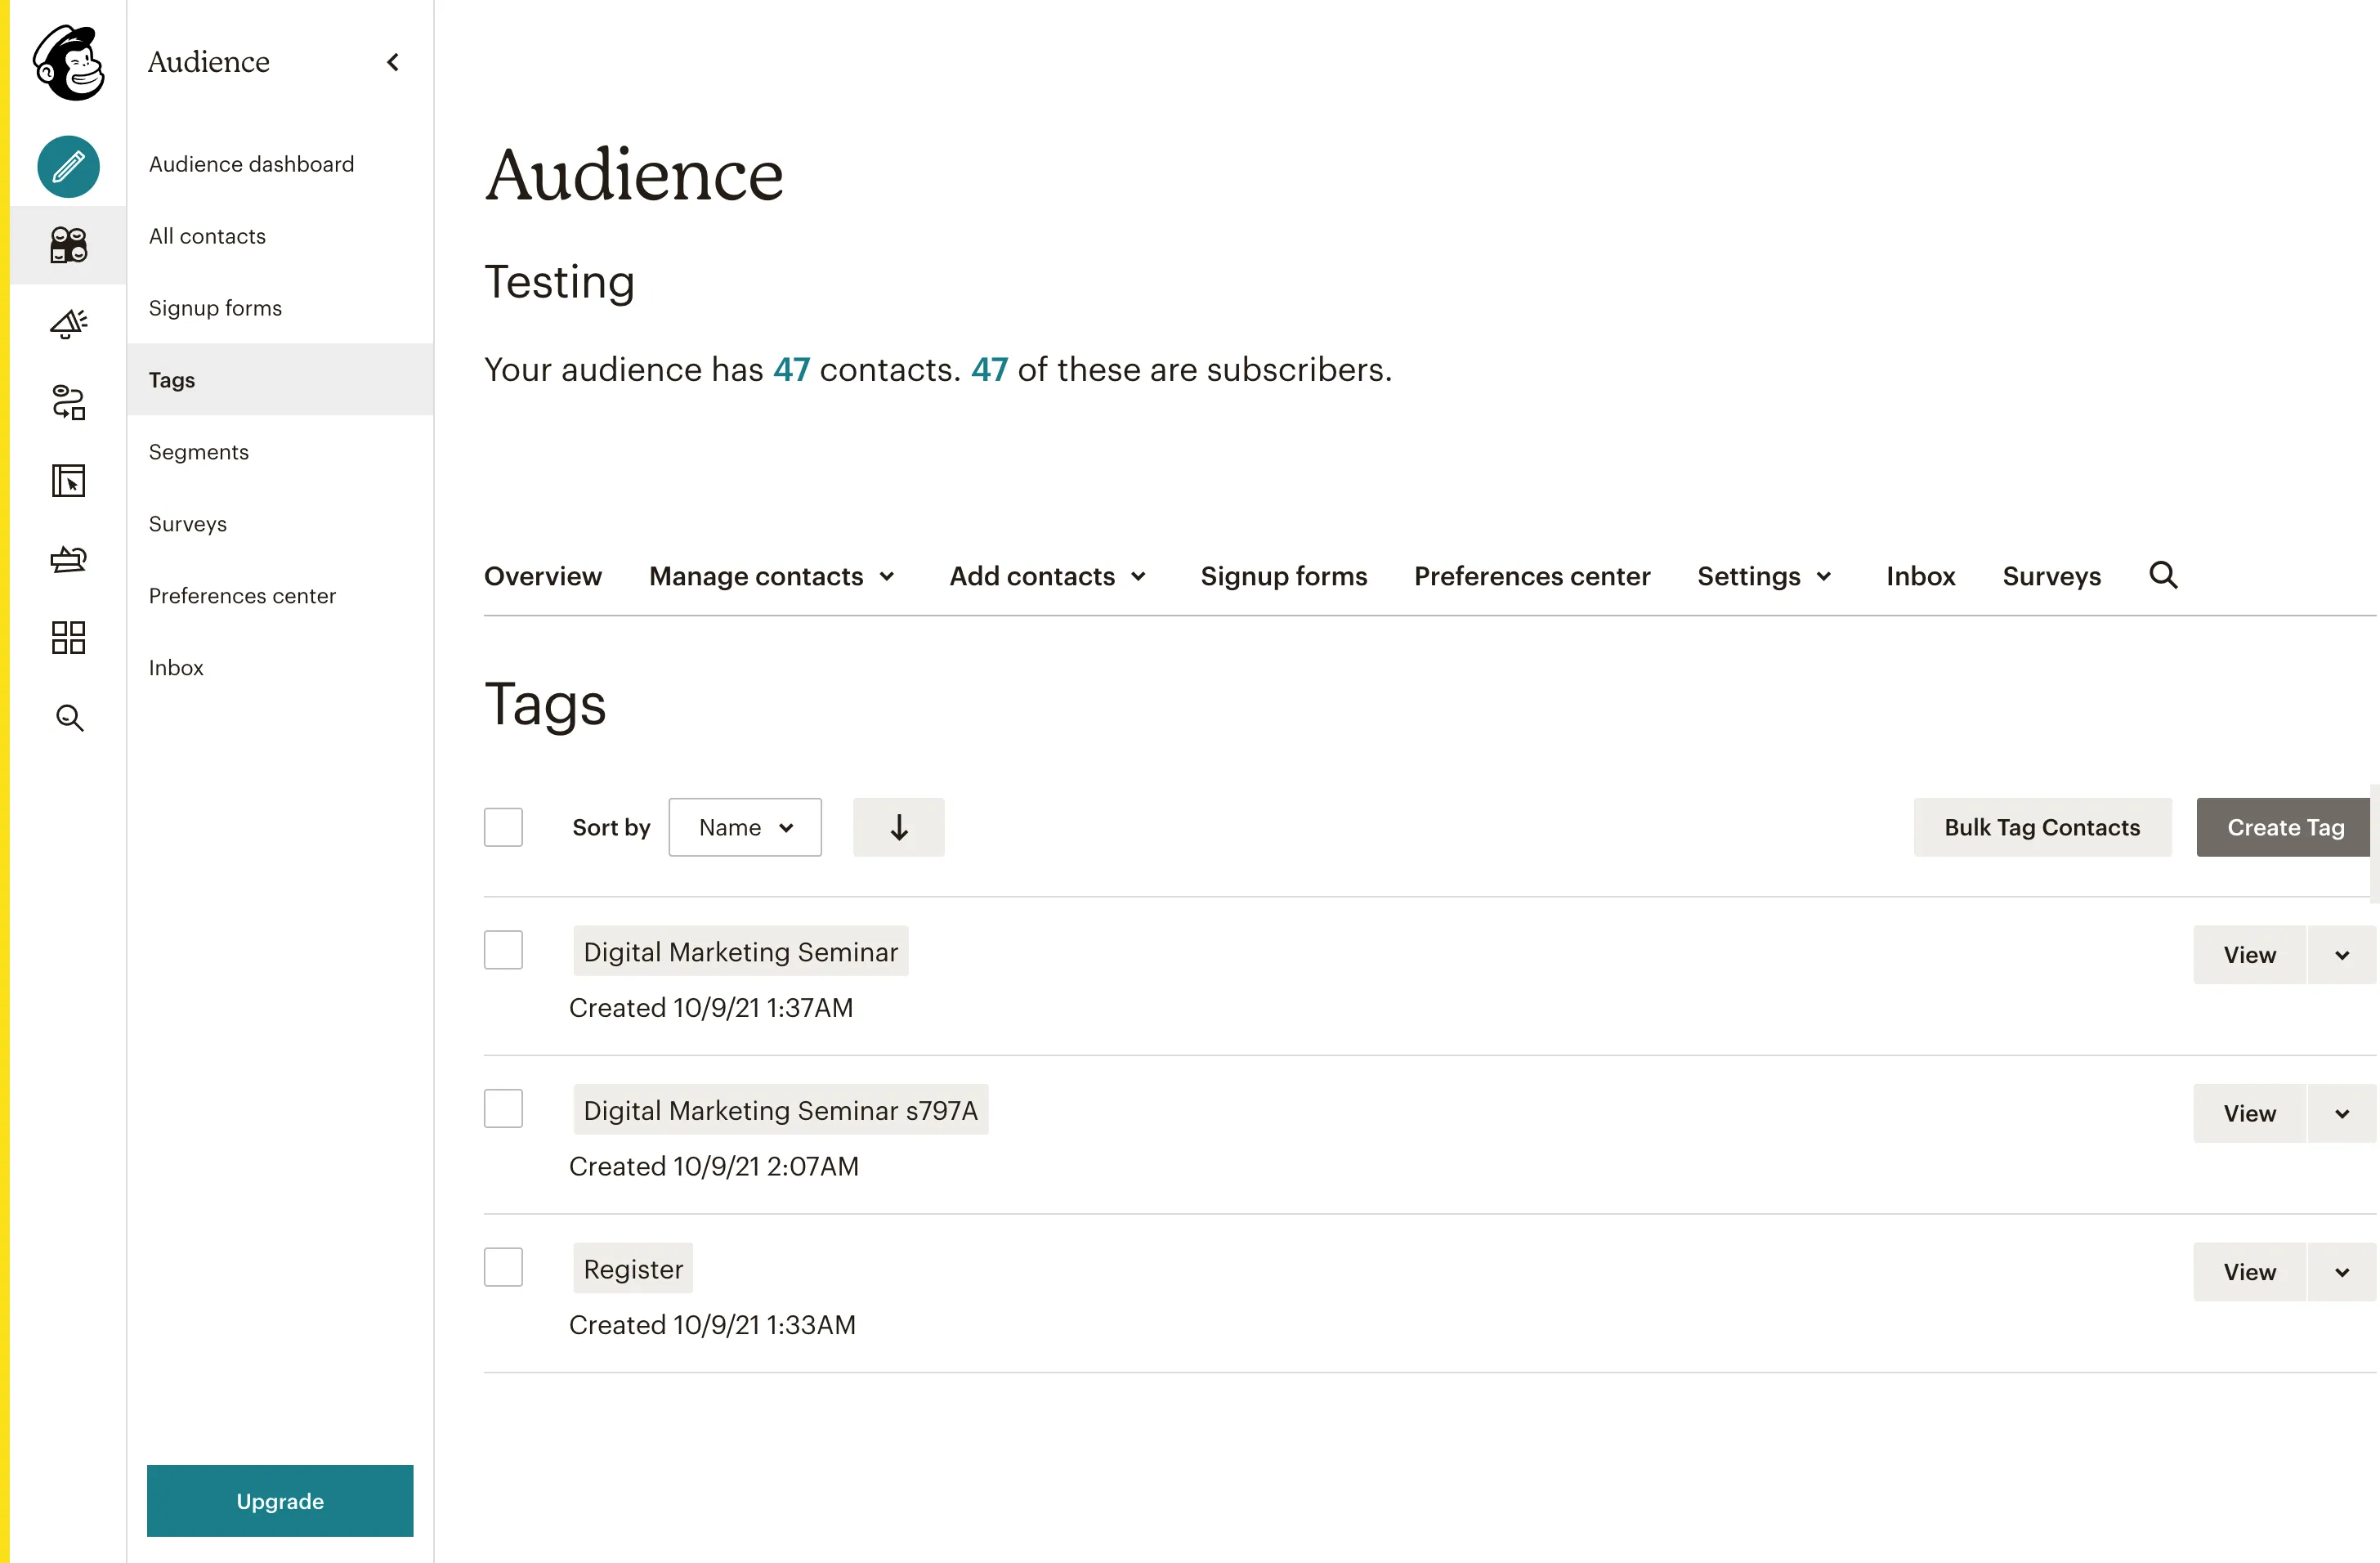 Audience
Audience dashboard
All contacts
Signup forms
Tags
Segments
Surveys
Preferences center
Inbox
Upgrade
Audience
Testing
Your audience has 47 contacts. 47 of these are subscribers.
Overview Manage contacts Add contacts Signup forms Preferences center Settings Inbox Surveys
Tags
Sort by Name Bulk Tag Contacts Create Tag
Digital Marketing Seminar View
Created 10/9/21 1:37AM
Digital Marketing Seminar s797A View
Created 10/9/21 2:07AM
Register View
Created 10/9/21 1:33AM